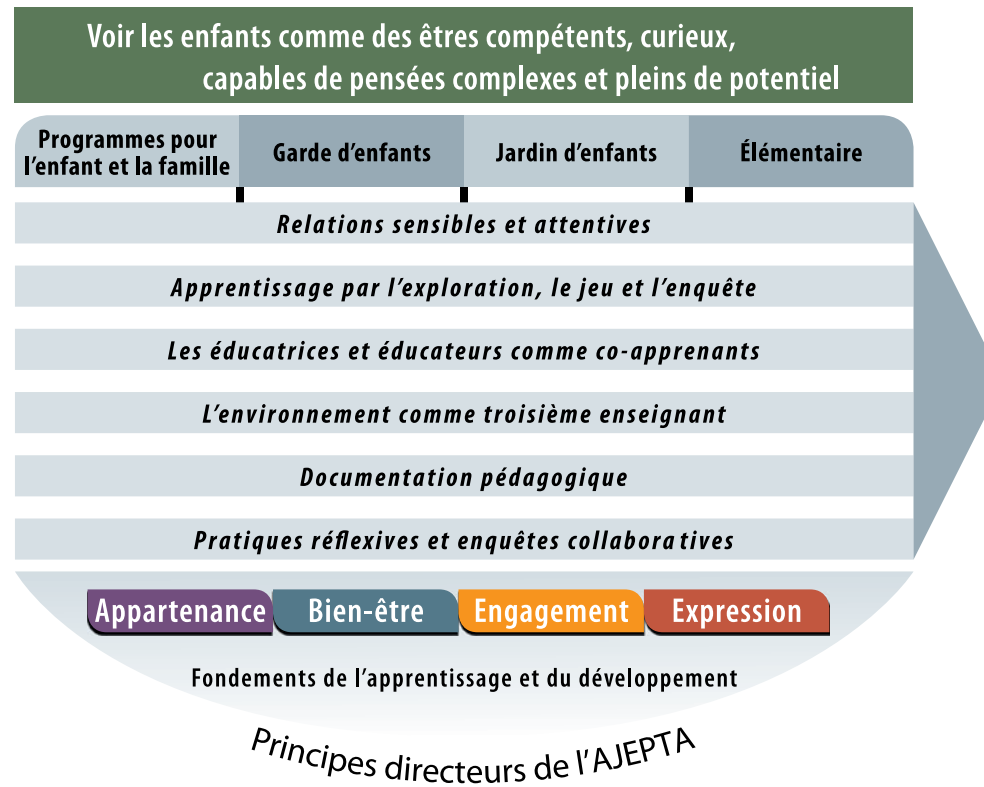 Voir les enfants comme des êtres compétents, curieux,
capables de pensées complexes et pleins de potentiel
Programmes pour
l'enfant et la famille
Garde d'enfants
Jardin d'enfants
Élémentaire
Relations sensibles et attentives
Apprentissage par l'exploration, le jeu et l'enquête
Les éducatrices et éducateurs comme co-apprenants
L'environnement comme troisième enseignant
Documentation pédagogique
Pratiques réflexives et enquêtes collaboratives
Appartenance
Bien-être
Engagement
Expression
Fondements de l'apprentissage et du développement
Principes directeurs de l'AJEPTA